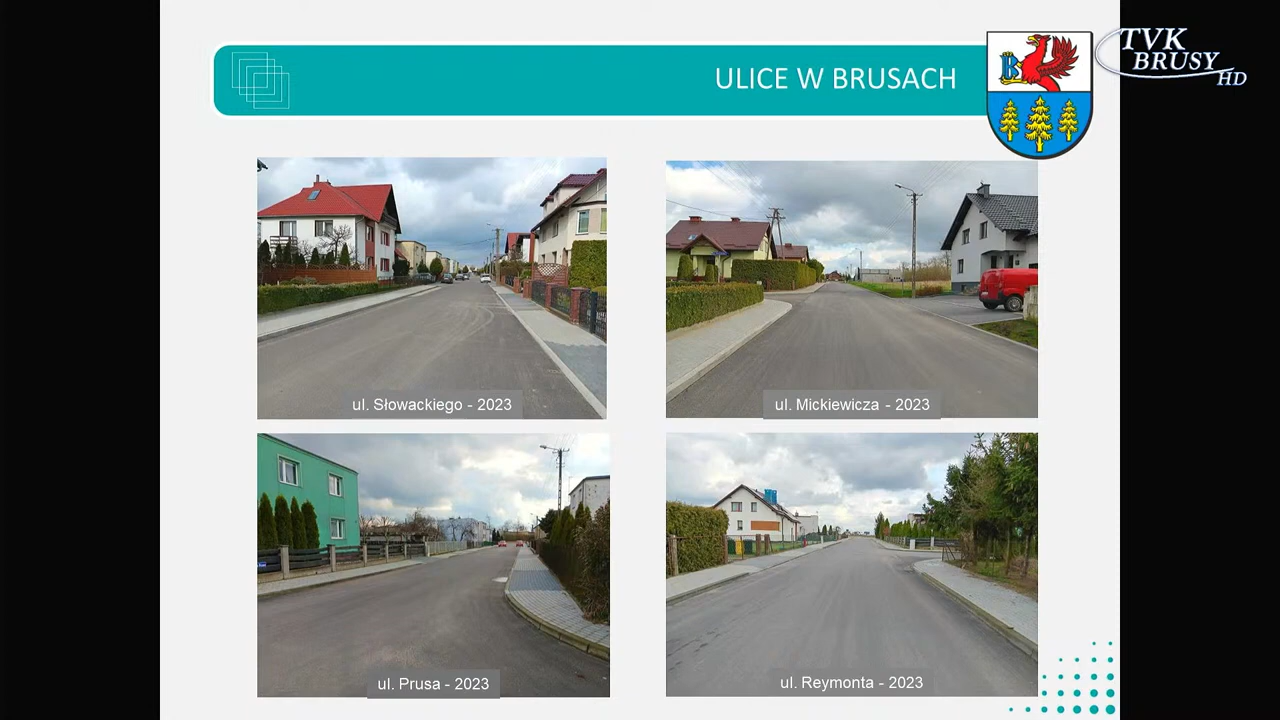 ULICE W BRUSACH
TVK
BRUSY
HD
B
ul. Słowackiego - 2023
ul. Mickiewicza - 2023
ul. Prusa - 2023
ul. Reymonta - 2023